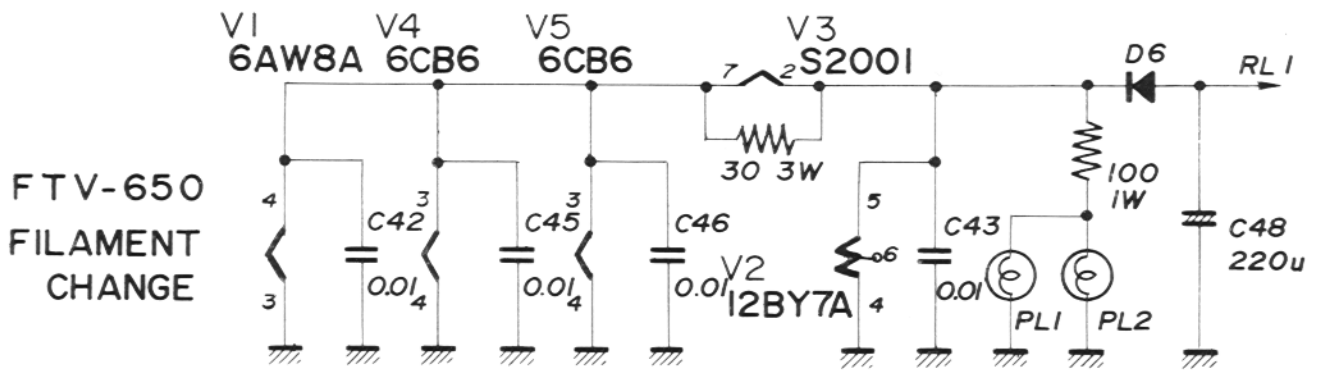 V1
6AW8A
V4
6CB6
V5
6CB6
V3
S2001
D6
RL1
7
2
30 3W
100
1W
FTV-650
FILAMENT
CHANGE
4
3
C42
0.01
3
4
C45
0.01
3
4
C46
0.01
V2
12BY7A
5
6
4
C43
0.01
PL1
PL2
C48
220u